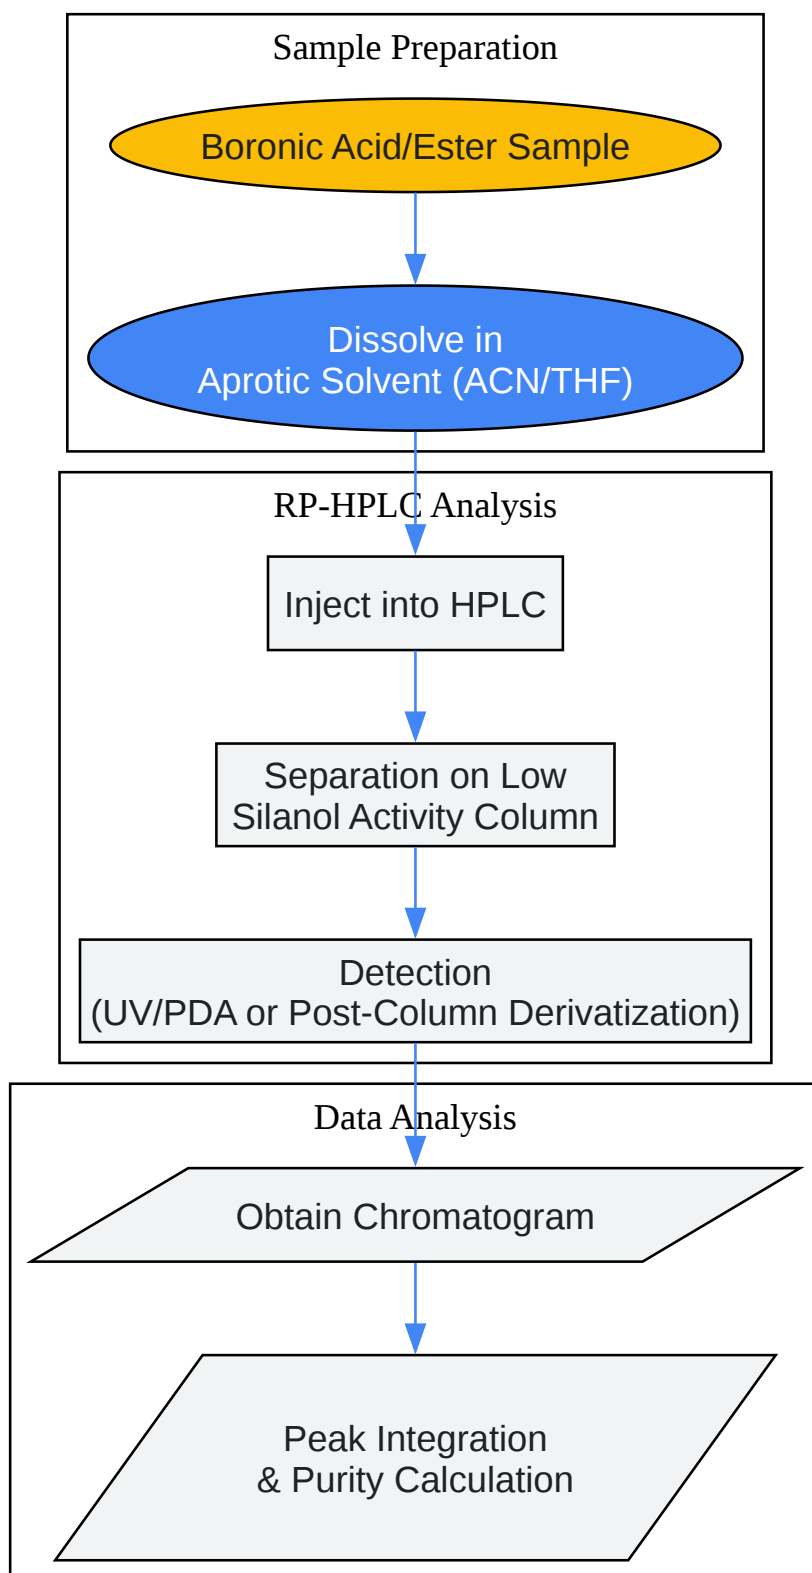 Sample Preparation
Boronic Acid/Ester Sample
Dissolve in
Aprotic Solvent (ACN/THF)
RP-HPLC Analysis
Inject into HPLC
Separation on Low
Silanol Activity Column
Detection
(UV/PDA or Post-Column Derivatization)
Data Analysis
Obtain Chromatogram
Peak Integration
& Purity Calculation